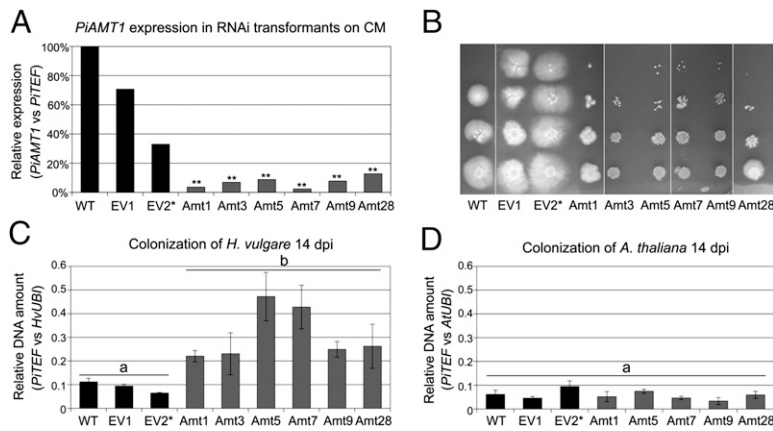 A
PiAMT1 expression in RNAi transformants on CM
Relative expression
(PiAMT1 vs PiTEF)
100%
80%
60%
40%
20%
0%
** ** ** ** ** **
WT EV1 EV2* Amt1 Amt3 Amt5 Amt7 Amt9 Amt28
B
WT EV1 EV2* Amt1 Amt3 Amt5 Amt7 Amt9 Amt28
C
Colonization of H. vulgare 14 dpi
Relative DNA amount
(PiTEF vs HvUBI)
0.6
0.5
0.4
0.3
0.2
0.1
0
a
b
WT EV1 EV2* Amt1 Amt3 Amt5 Amt7 Amt9 Amt28
D
Colonization of A. thaliana 14 dpi
Relative DNA amount
(PiTEF vs AtUBI)
0.6
0.5
0.4
0.3
0.2
0.1
0
a
WT EV1 EV2* Amt1 Amt3 Amt5 Amt7 Amt9 Amt28